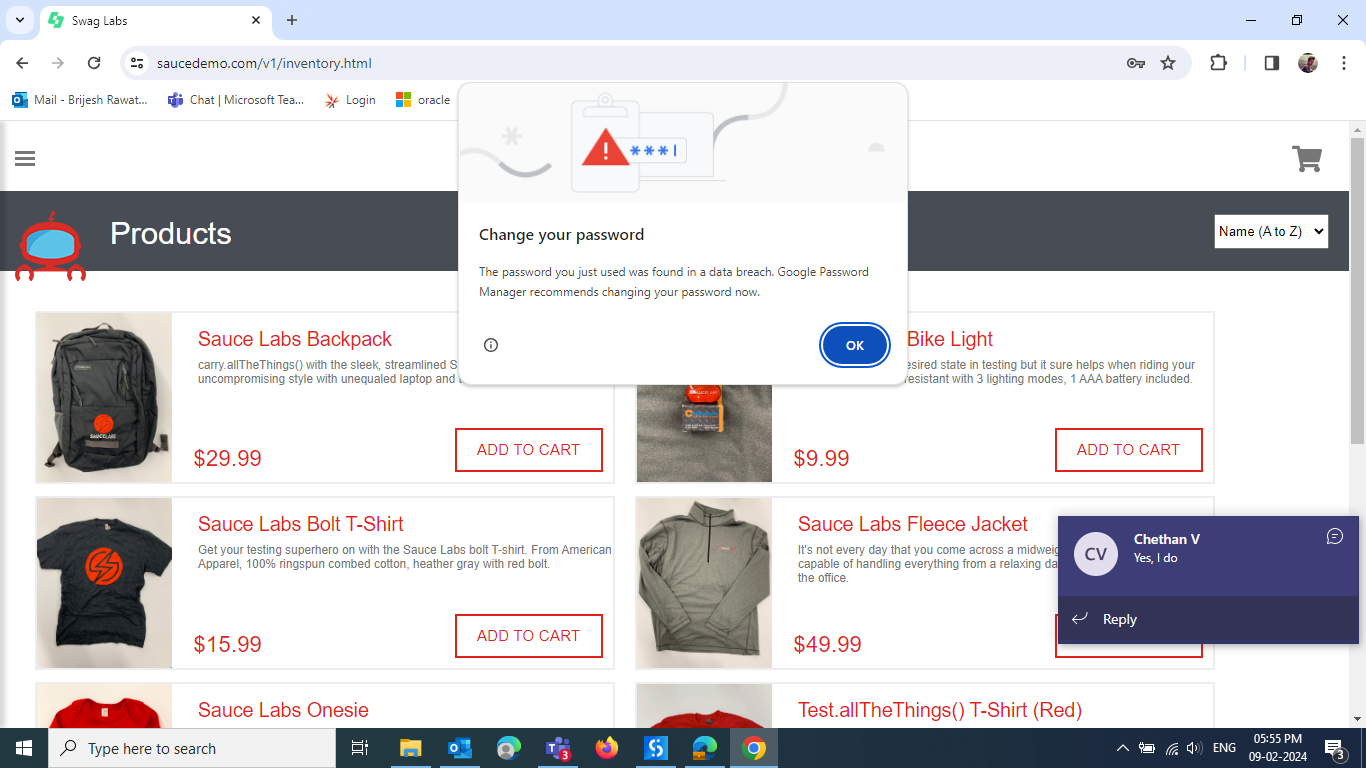 Swag Labs
saucedemo.com/v1/inventory.html
Mail - Brijesh Rawat...
Chat | Microsoft Tea...
Login
oracle
***
Change your password
The password you just used was found in a data breach. Google Password
Manager recommends changing your password now.
OK
Products
Name (A to Z)
Sauce Labs Backpack
carry.allTheThings() with the sleek, streamlined S
uncompromising style with unequaled laptop and
$29.99
ADD TO CART
Bike Light
esired state in testing but it sure helps when riding your
resistant with 3 lighting modes, 1 AAA battery included.
$9.99
ADD TO CART
SAUCELABS
Sauce Labs Bolt T-Shirt
Get your testing superhero on with the Sauce Labs bolt T-shirt. From American
Apparel, 100% ringspun combed cotton, heather gray with red bolt.
$15.99
ADD TO CART
Sauce Labs Fleece Jacket
It's not every day that you come across a midweig
capable of handling everything from a relaxing da
the office.
$49.99
CV
Chethan V
Yes, I do
Reply
Sauce Labs Onesie
Test.allTheThings() T-Shirt (Red)
Type here to search
3
ENG
05:55 PM
09-02-2024
3